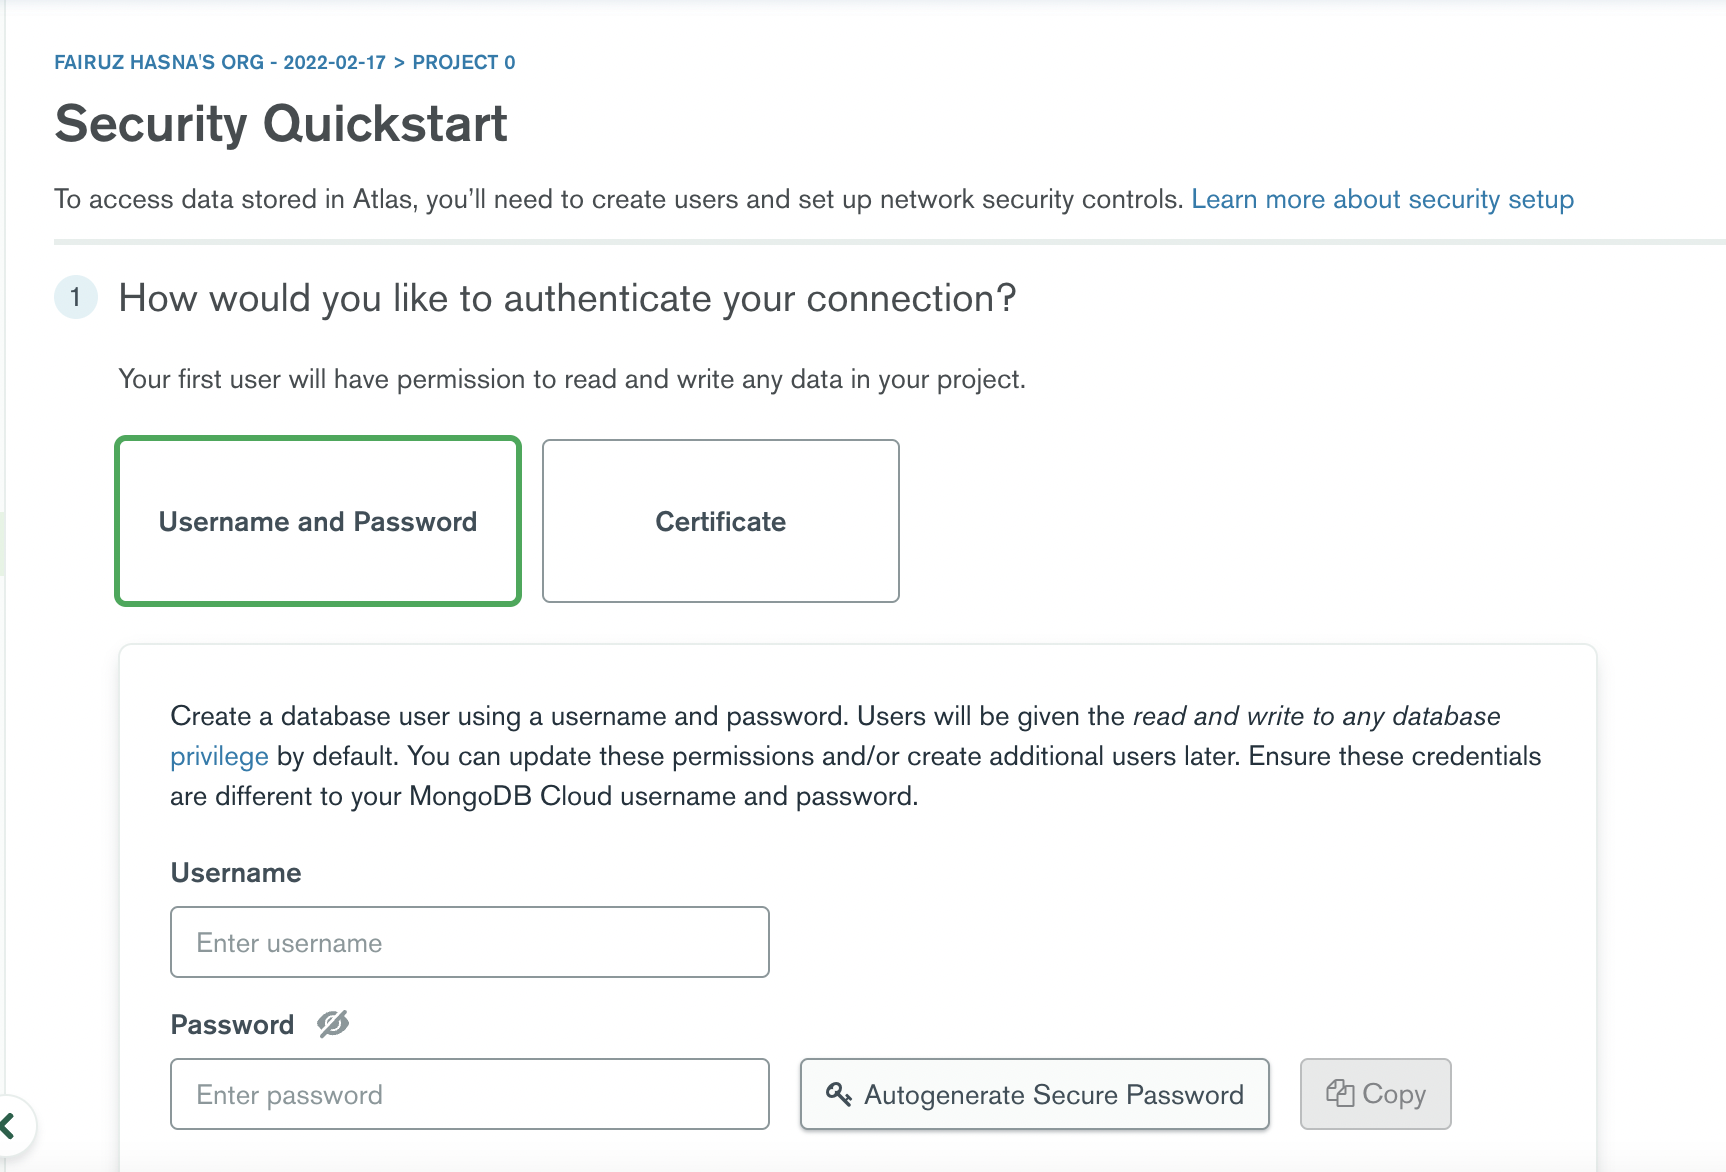 FAIRUZ HASNA'S ORG - 2022-02-17 > PROJECT 0
Security Quickstart
To access data stored in Atlas, you’ll need to create users and set up network security controls. Learn more about security setup
1 How would you like to authenticate your connection?
Your first user will have permission to read and write any data in your project.
Username and Password
Certificate
Create a database user using a username and password. Users will be given the read and write to any database
privilege by default. You can update these permissions and/or create additional users later. Ensure these credentials
are different to your MongoDB Cloud username and password.
Username
Enter username
Password
Enter password
Autogenerate Secure Password
Copy